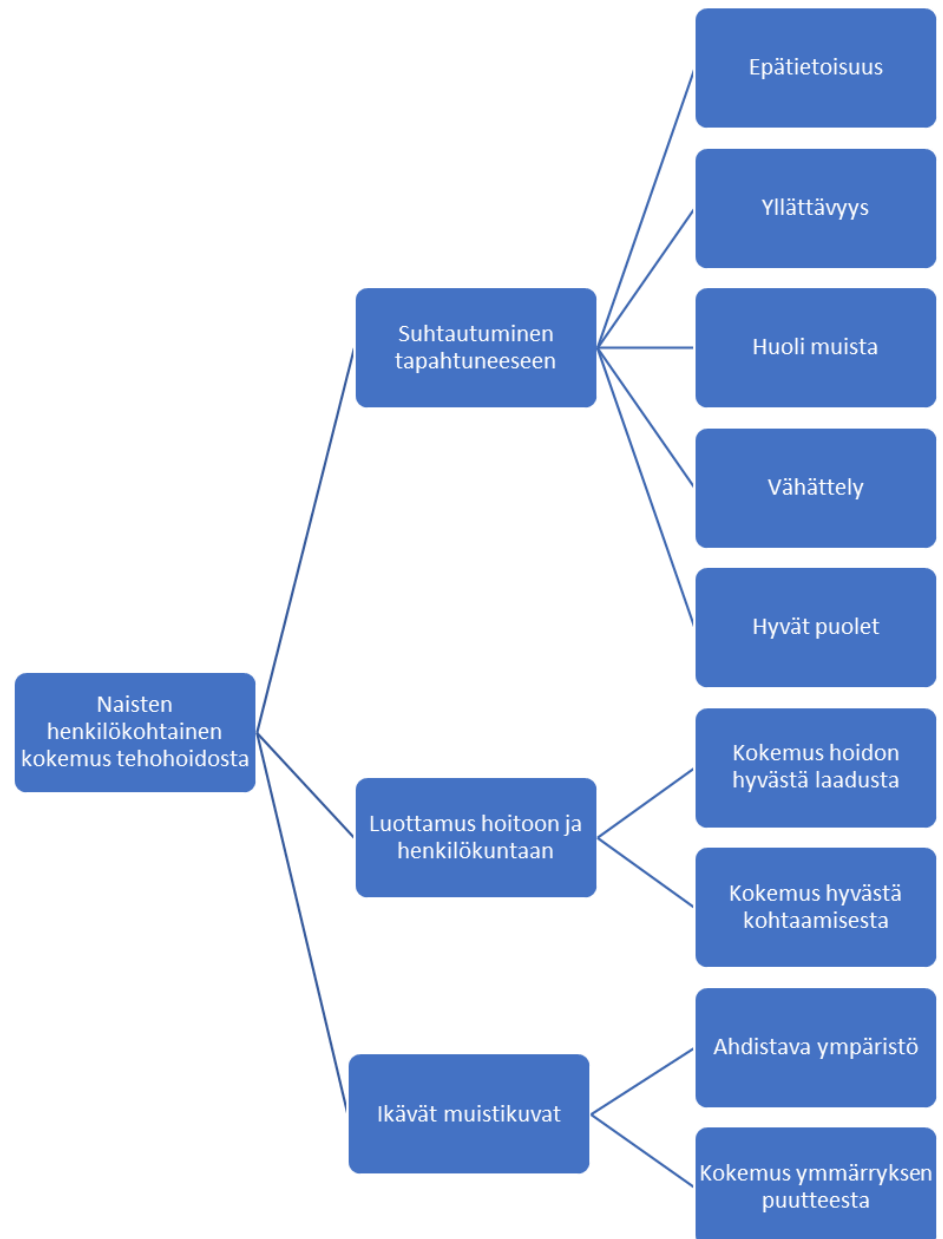 Epätietoisuus
Yllättävyys
Suhtautuminen
tapahtuneeseen
Huoli muista
Vähättely
Hyvät puolet
Naisten
henkilökohtainen
kokemus tehohoidosta
Kokemus hoidon
hyvästä laadusta
Luottamus hoitoon ja
henkilökuntaan
Kokemus hyvästä
kohtaamisesta
Ahdistava ympäristö
Ikävät muistikuvat
Kokemus ymmärryksen
puutteesta